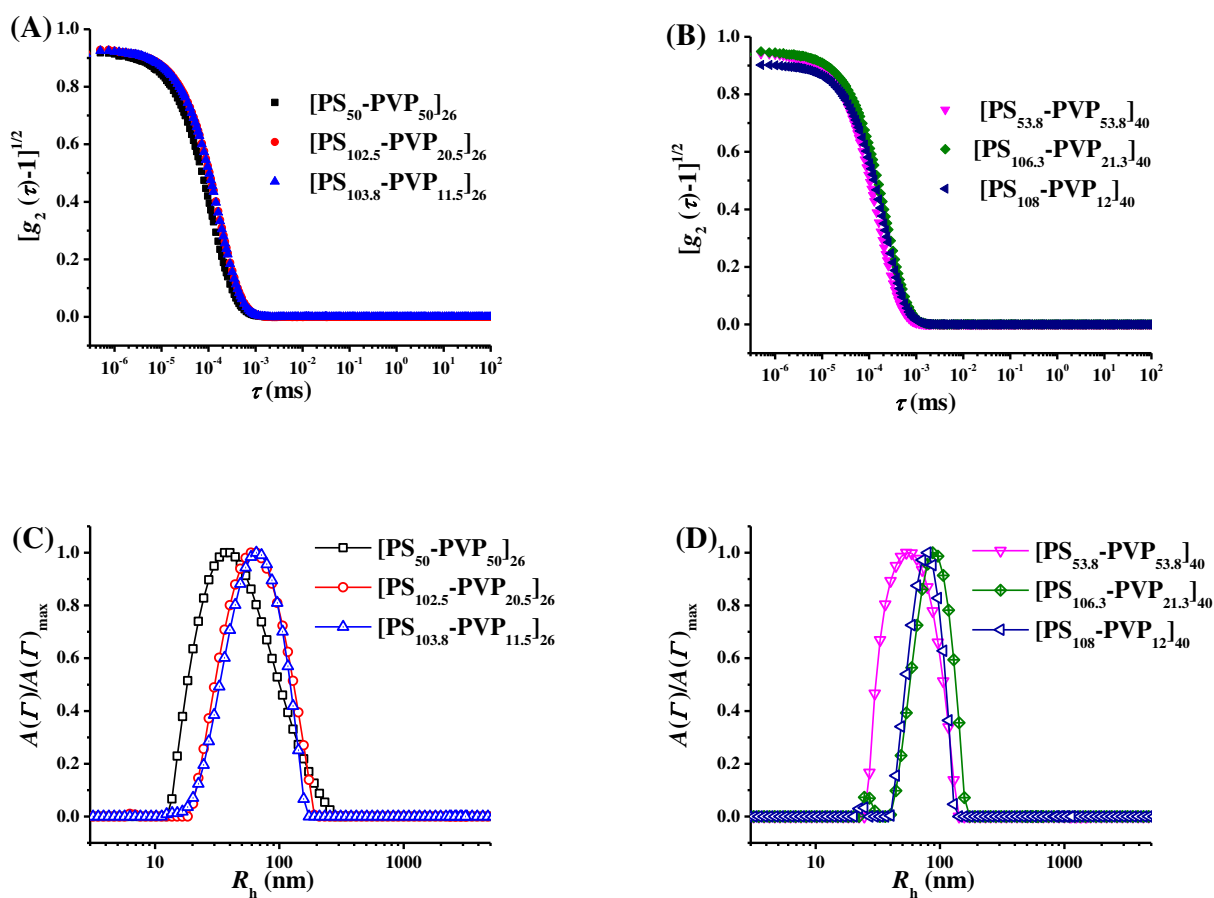 (A)
[g₂(τ)-1]^1/2
1.0
0.8
0.6
0.4
0.2
0.0
[PS₅₀-PVP₅₀]₂₆
[PS₁₀₂.₅-PVP₂₀.₅]₂₆
[PS₁₀₃.₈-PVP₁₁.₅]₂₆
10⁻⁶ 10⁻⁵ 10⁻⁴ 10⁻³ 10⁻² 10⁻¹ 10⁰ 10¹ 10²
τ (ms)
(B)
[g₂(τ)-1]^1/2
1.0
0.8
0.6
0.4
0.2
0.0
[PS₅₃.₈-PVP₅₃.₈]₄₀
[PS₁₀₆.₃-PVP₂₁.₃]₄₀
[PS₁₀₈-PVP₁₂]₄₀
10⁻⁶ 10⁻⁵ 10⁻⁴ 10⁻³ 10⁻² 10⁻¹ 10⁰ 10¹ 10²
τ (ms)
(C)
A(Γ)/A(Γ)max
1.0
0.8
0.6
0.4
0.2
0.0
[PS₅₀-PVP₅₀]₂₆
[PS₁₀₂.₅-PVP₂₀.₅]₂₆
[PS₁₀₃.₈-PVP₁₁.₅]₂₆
10 100 1000
Rh (nm)
(D)
A(Γ)/A(Γ)max
1.0
0.8
0.6
0.4
0.2
0.0
[PS₅₃.₈-PVP₅₃.₈]₄₀
[PS₁₀₆.₃-PVP₂₁.₃]₄₀
[PS₁₀₈-PVP₁₂]₄₀
10 100 1000
Rh (nm)